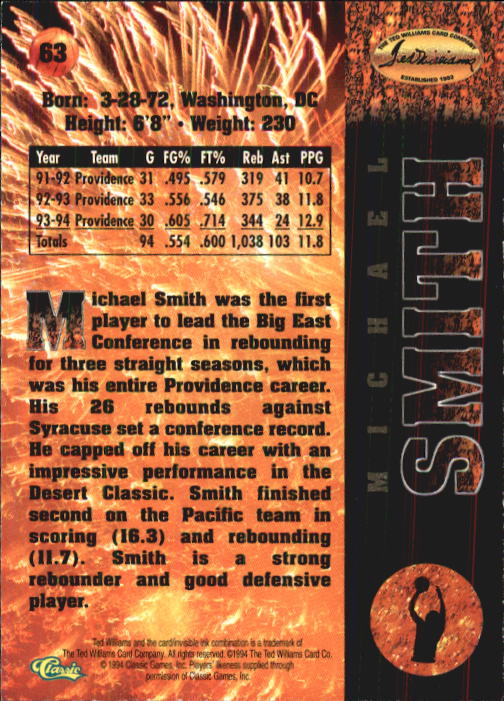 63
Born: 3-28-72, Washington, DC
Height: 6'8" • Weight: 230
Year Team G FG% FT% Reb Ast PPG
91-92 Providence 31 .495 .579 319 41 10.7
92-93 Providence 33 .556 .546 375 38 11.8
93-94 Providence 30 .605 .714 344 24 12.9
Totals 94 .554 .600 1,038 103 11.8
Michael Smith was the first
player to lead the Big East
Conference in rebounding
for three straight seasons, which
was his entire Providence career.
His 26 rebounds against
Syracuse set a conference record.
He capped off his career with an
impressive performance in the
Desert Classic. Smith finished
second on the Pacific team in
scoring (16.3) and rebounding
(11.7). Smith is a strong
rebounder and good defensive
player.
Classic
Ted Williams and the card/invisible ink combination is a trademark of
The Ted Williams Card Company. All rights reserved. ©1994 The Ted Williams Card Co.
© 1994 Classic Games, Inc. Players' likeness supplied through
permission of Classic Games, Inc.
THE TED WILLIAMS CARD COMPANY
Ted Williams
ESTABLISHED 1992
MICHAEL
SMITH